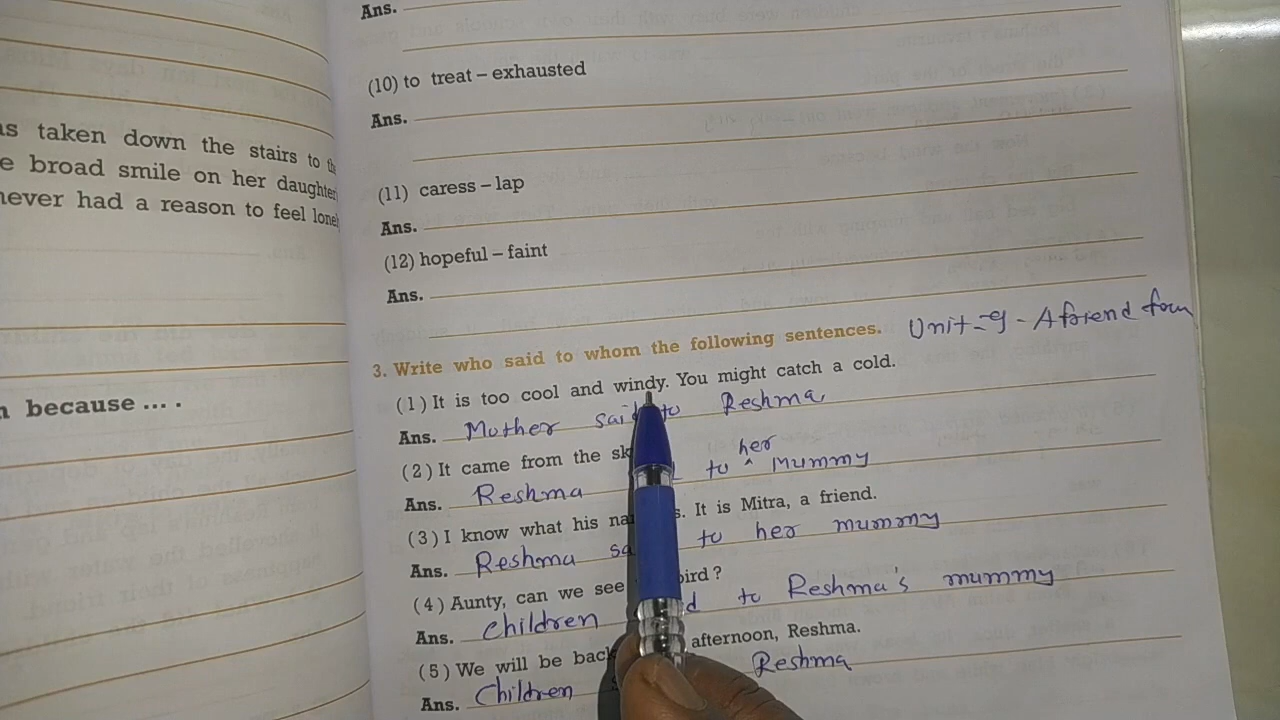 as taken down the stairs to the
e broad smile on her daughter
never had a reason to feel lonel
n because ... .
Ans.
(10) to treat – exhausted
Ans.
(11) caress – lap
Ans.
(12) hopeful – faint
Ans.
3. Write who said to whom the following sentences. Unit-9 - A friend
(1) It is too cool and windy. You might catch a cold.
Ans. Mother said to Reshma
(2) It came from the sk
Ans. Reshma to her mummy
(3) I know what his na s. It is Mitra, a friend.
Ans. Reshma sa to her mummy
(4) Aunty, can we see bird ?
Ans. Children d to Reshma's mummy
(5) We will be back afternoon, Reshma.
Ans. Children Reshma